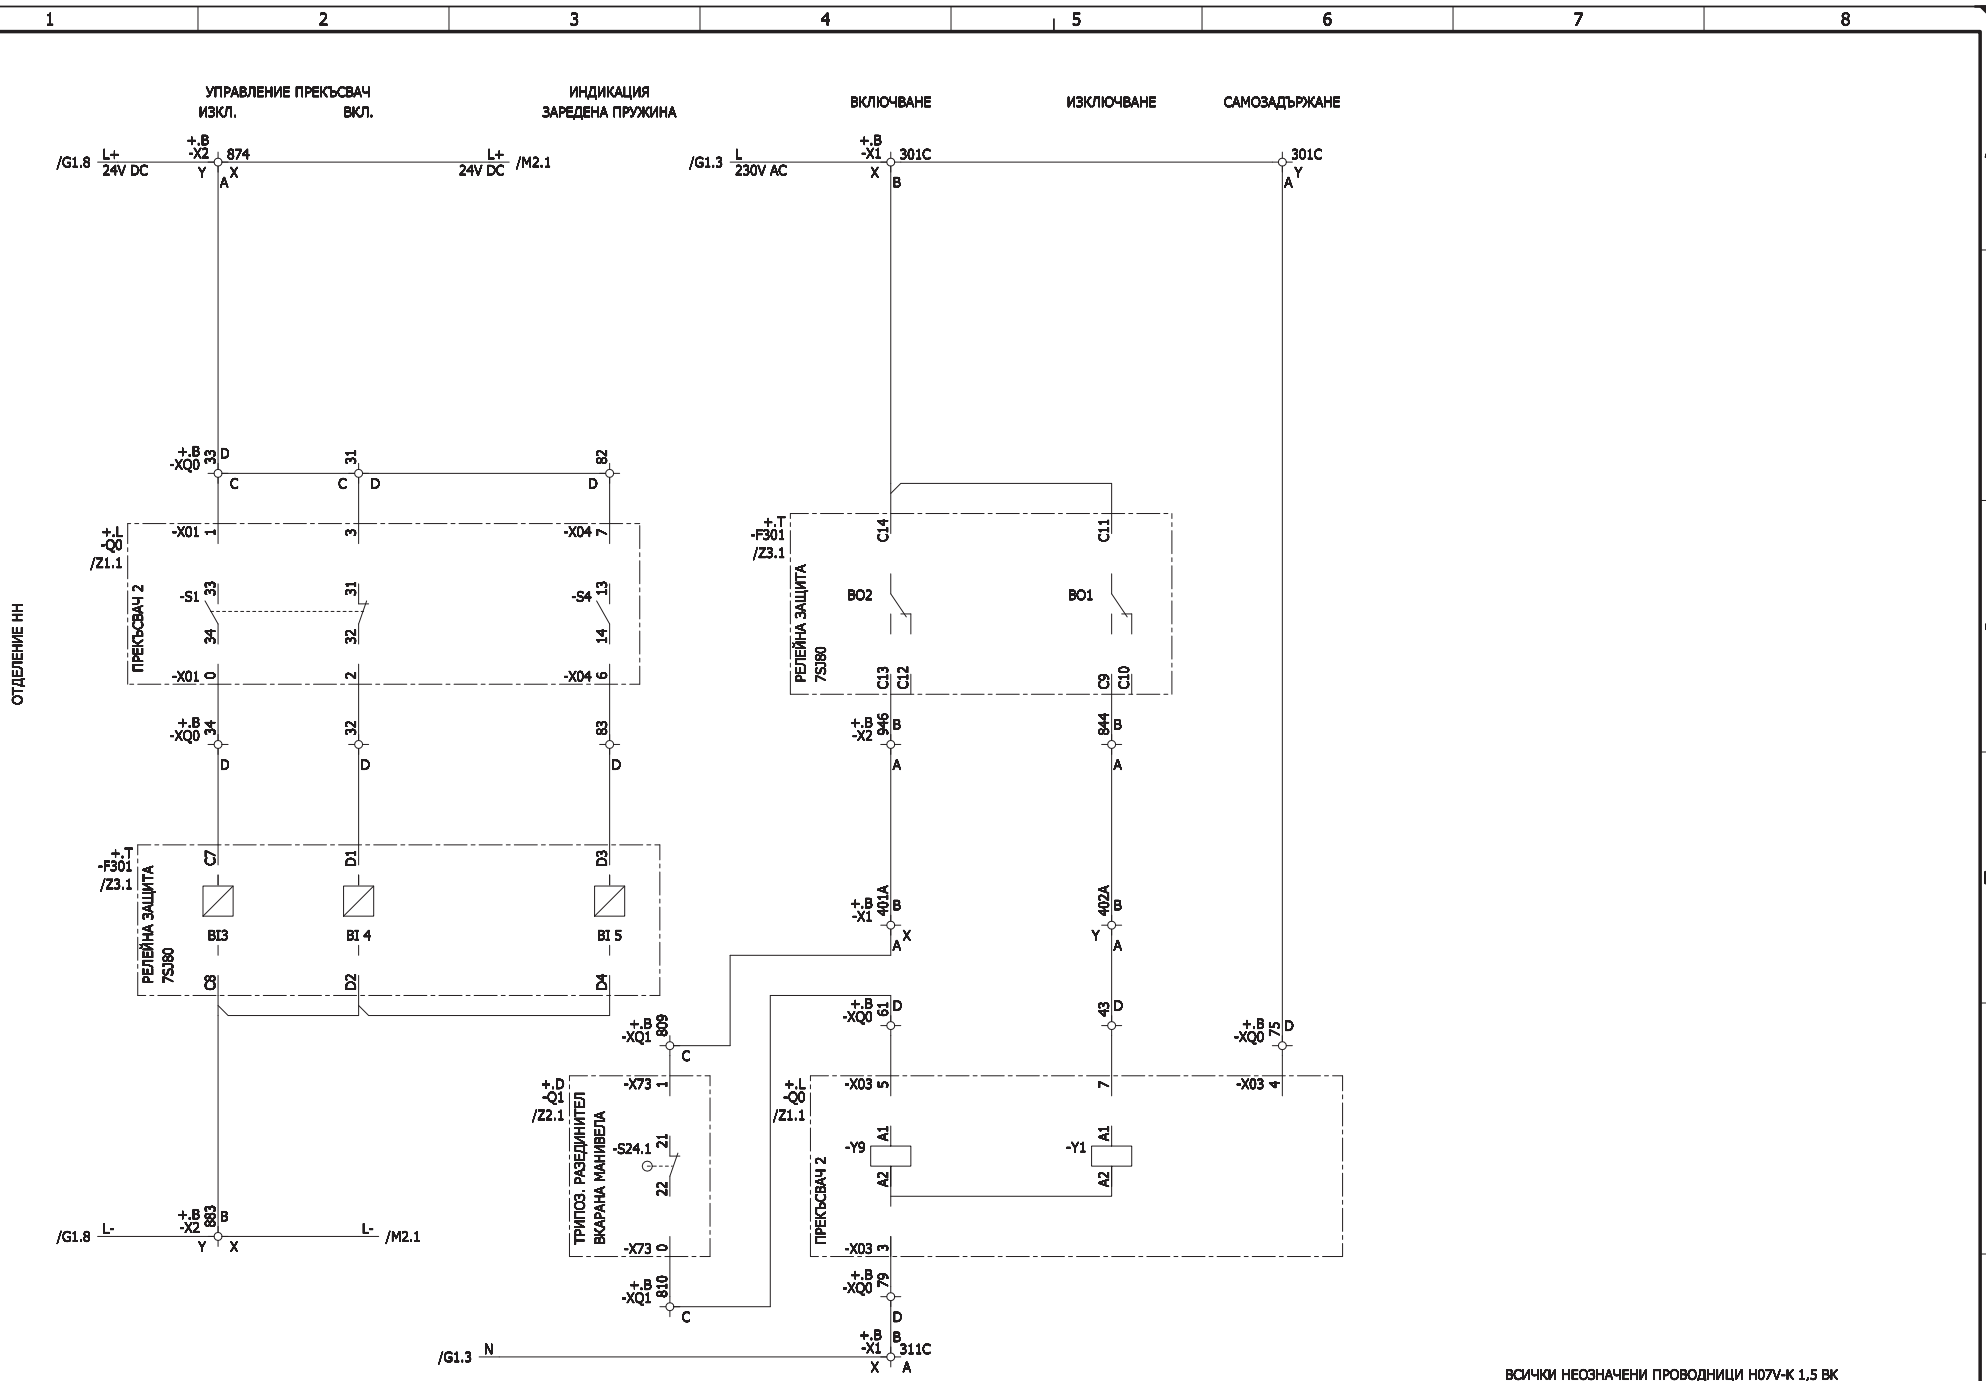 1 2 3 4 5 6 7 8
УПРАВЛЕНИЕ ПРЕКЪСВАЧ
ИЗКЛ. ВКЛ.
ИНДИКАЦИЯ
ЗАРЕДЕНА ПРУЖИНА
ВКЛЮЧВАНЕ
ИЗКЛЮЧВАНЕ
САМОЗАДЪРЖАНЕ
/G1.8 L+
24V DC
+.B
-X2 874
Y A X
L+ /M2.1
24V DC
/G1.3 L
230V AC
+.B
-X1 301C
X B
301C
A Y
+.B
-XQ0 33 D
C
31
C D
82
D
+.L
-Q0
/Z1.1
ПРЕКЪСВАЧ 2
-X01 1
3
-X04 7
-S1 33
34
31
32
-S4 13
14
-X01 0
2
-X04 6
ОТДЕЛЕНИЕ НН
+.B
-XQ0 34
D
32
D
83
D
+.T
-F301
/Z3.1
РЕЛЕЙНА ЗАЩИТА
7SJ80
C7
D1
D3
BI3
BI 4
BI 5
C8
D2
D4
+.T
-F301
/Z3.1
РЕЛЕЙНА ЗАЩИТА
7SJ80
C14
C11
BO2
BO1
C13 C12
C9 C10
+.B
-X2 946 B
A
844 B
A
+.B
-X1 401A B
A X
402A B
Y A
+.B
-XQ0 61 D
43 D
+.B
-XQ0 75 D
+.B
-XQ1 809
C
+.D
-Q1
/Z2.1
ТРИПОЗ. РАЗЕДИНИТЕЛ
ВКАРАНА МАНИВЕЛА
-X73 1
-S24.1 21
22
-X73 0
+.B
-XQ1 810
C
+.L
-Q0
/Z1.1
ПРЕКЪСВАЧ 2
-X03 5
7
-X03 4
-Y9 A1
A2
-Y1 A1
A2
-X03 3
+.B
-XQ0 79
D
/G1.8 L-
+.B
-X2 883 B
Y X
L- /M2.1
/G1.3 N
+.B
-X1 B
311C
X A
ВСИЧКИ НЕОЗНАЧЕНИ ПРОВОДНИЦИ H07V-K 1,5 BK